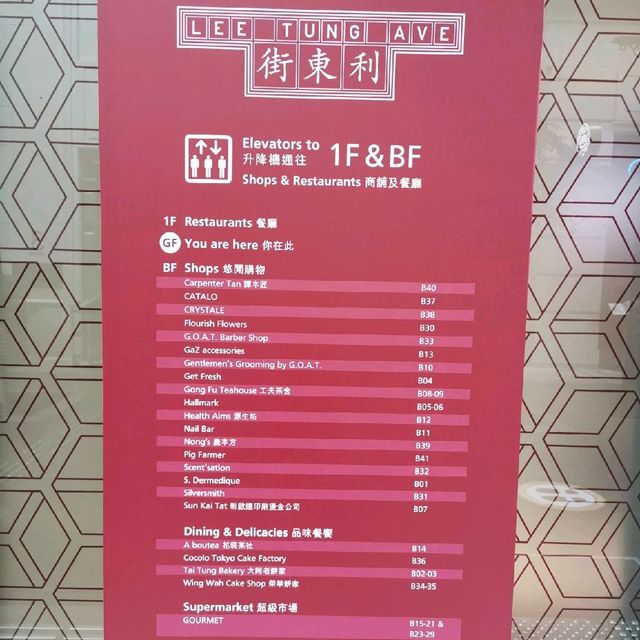 LEE TUNG AVE
街東利
Elevators to
升降機通往
1F & BF
Shops & Restaurants 商舖及餐廳
1F Restaurants 餐廳
GF You are here 你在此
BF Shops 悠閒購物
Carpenter Tan 譚木匠 B40
CATALO B37
CRYSTALE B38
Flourish Flowers B30
G.O.A.T. Barber Shop B33
GaZ accessories B13
Gentlemen's Grooming by G.O.A.T. B10
Get Fresh B04
Gong Fu Teahouse 工夫茶舍 B08-09
Hallmark B05-06
Health Aims 源生坊 B12
Nail Bar B11
Nong's 農本方 B39
Pig Farmer B41
Scent'sation B32
S. Dermedique B01
Silversmith B31
Sun Kai Tat 新啟達印刷燙金公司 B07
Dining & Delicacies 品味餐饗
A boutea 花斑茶社 B14
Cocolo Tokyo Cake Factory B36
Tai Tung Bakery 大同老餅家 B02-03
Wing Wah Cake Shop 榮華餅家 B34-35
Supermarket 超級市場
GOURMET B15-21 &
B23-29